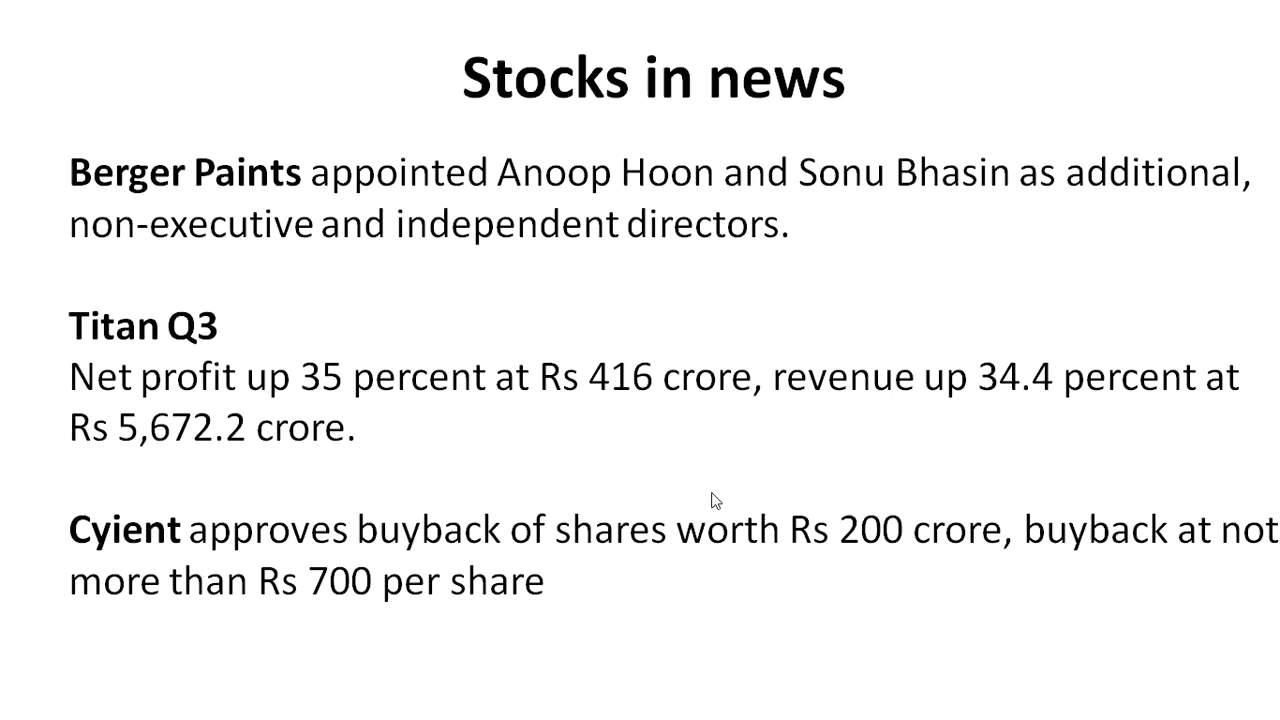 Stocks in news
Berger Paints appointed Anoop Hoon and Sonu Bhasin as additional,
non-executive and independent directors.
Titan Q3
Net profit up 35 percent at Rs 416 crore, revenue up 34.4 percent at
Rs 5,672.2 crore.
Cyient approves buyback of shares worth Rs 200 crore, buyback at not
more than Rs 700 per share